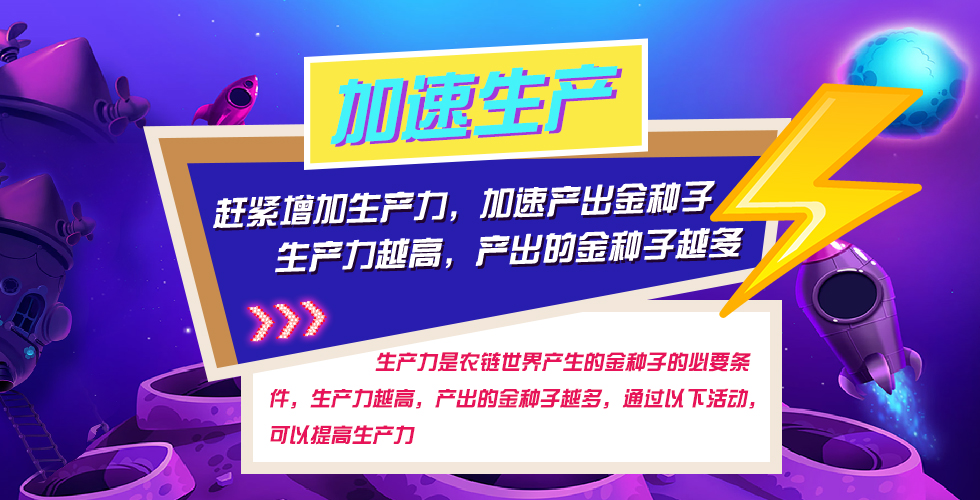 加速生产
赶紧增加生产力，加速产出金种子
生产力越高，产出的金种子越多
生产力是农链世界产生的金种子的必要条
件，生产力越高，产出的金种子越多，通过以下活动，
可以提高生产力